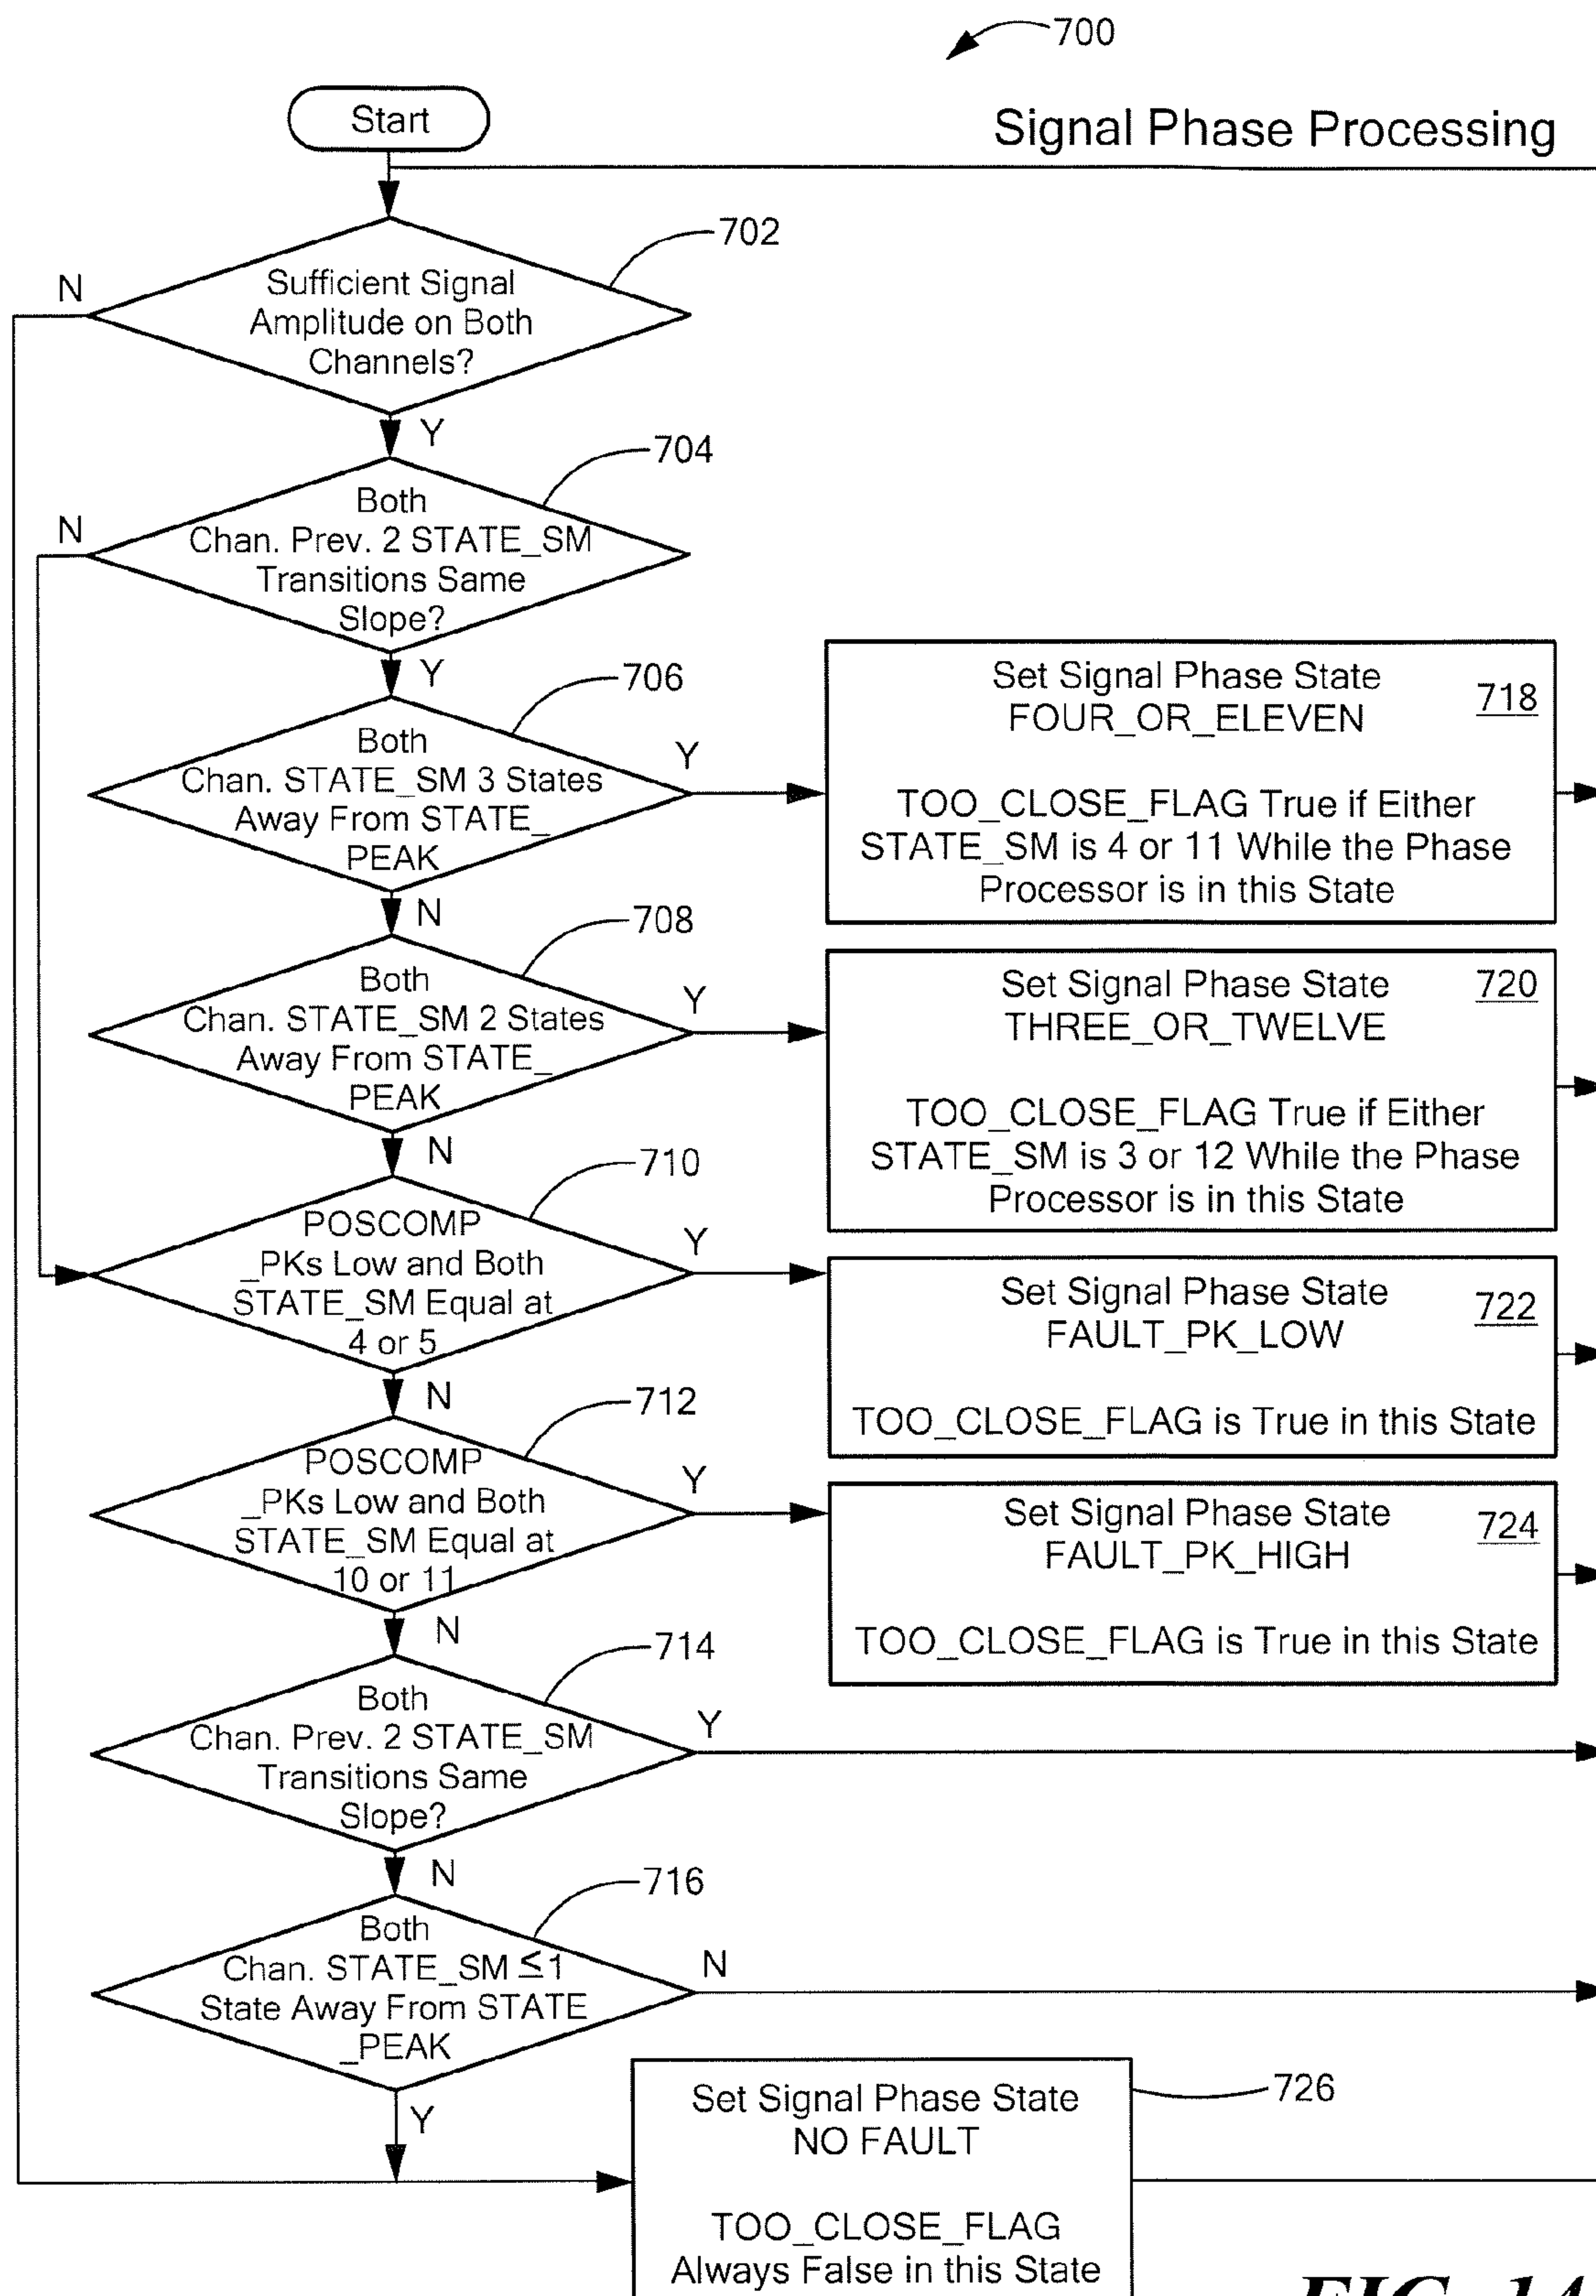 700
Start
Signal Phase Processing
702
N
Sufficient Signal
Amplitude on Both
Channels?
Y
704
N
Both
Chan. Prev. 2 STATE_SM
Transitions Same
Slope?
Y
706
Both
Chan. STATE_SM 3 States
Away From STATE_
PEAK
Y
Set Signal Phase State
718
FOUR_OR_ELEVEN
TOO_CLOSE_FLAG True if Either
STATE_SM is 4 or 11 While the Phase
Processor is in this State
N
708
Both
Chan. STATE_SM 2 States
Away From STATE_
PEAK
Y
Set Signal Phase State
720
THREE_OR_TWELVE
TOO_CLOSE_FLAG True if Either
STATE_SM is 3 or 12 While the Phase
Processor is in this State
N
710
POSCOMP
_PKs Low and Both
STATE_SM Equal at
4 or 5
Y
Set Signal Phase State
722
FAULT_PK_LOW
TOO_CLOSE_FLAG is True in this State
N
712
POSCOMP
_PKs Low and Both
STATE_SM Equal at
10 or 11
Y
Set Signal Phase State
724
FAULT_PK_HIGH
TOO_CLOSE_FLAG is True in this State
N
714
Both
Chan. Prev. 2 STATE_SM
Transitions Same
Slope?
Y
N
716
Both
Chan. STATE_SM ≤1
State Away From STATE
_PEAK
N
Y
726
Set Signal Phase State
NO FAULT
TOO_CLOSE_FLAG
Always False in this State
FIG. 14